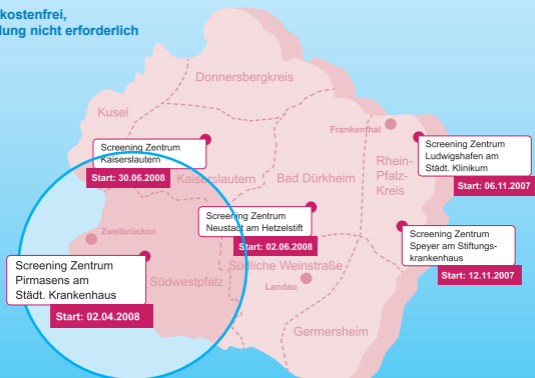 kostenfrei,
lung nicht erforderlich
Donnersbergkreis
Kusel
Frankenthal
Screening Zentrum
Kaiserslautern
Start: 30.06.2008
Kaiserslautern
Bad Dürkheim
Rhein-
Pfalz-
Kreis
Screening Zentrum
Ludwigshafen am
Städt. Klinikum
Start: 06.11.2007
Screening Zentrum
Neustadt am Hetzelstift
Start: 02.06.2008
Screening Zentrum
Speyer am Stiftungs-
krankenhaus
Start: 12.11.2007
Zweibrücken
Screening Zentrum
Pirmasens am
Städt. Krankenhaus
Start: 02.04.2008
Südwestpfalz
Südliche Weinstraße
Landau
Germersheim